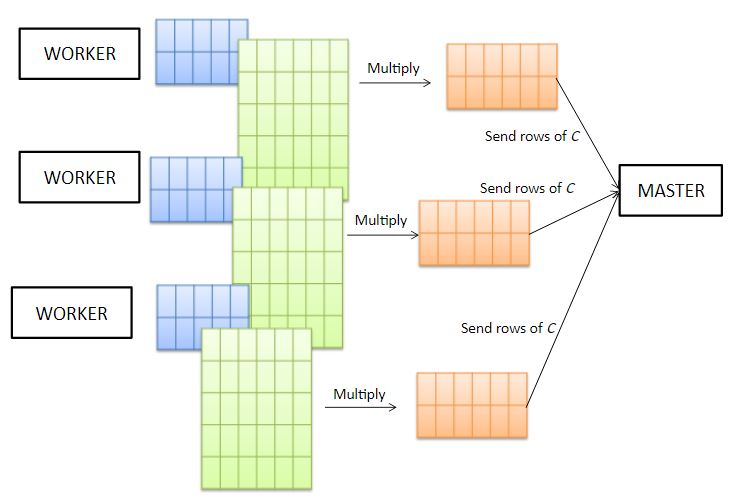 WORKER
Multiply
Send rows of C
WORKER
Multiply
Send rows of C
MASTER
WORKER
Multiply
Send rows of C